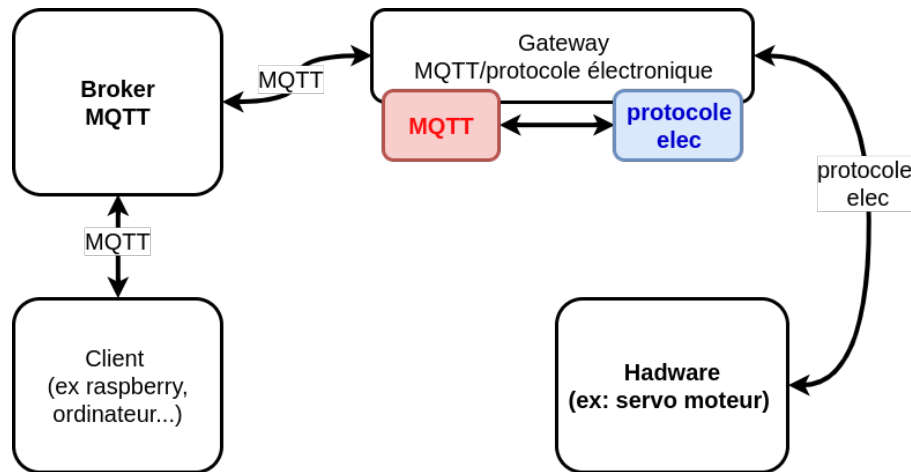 Broker
MQTT
MQTT
Gateway
MQTT/protocole électronique
MQTT
protocole
elec
protocole
elec
MQTT
Client
(ex raspberry,
ordinateur...)
Hadware
(ex: servo moteur)